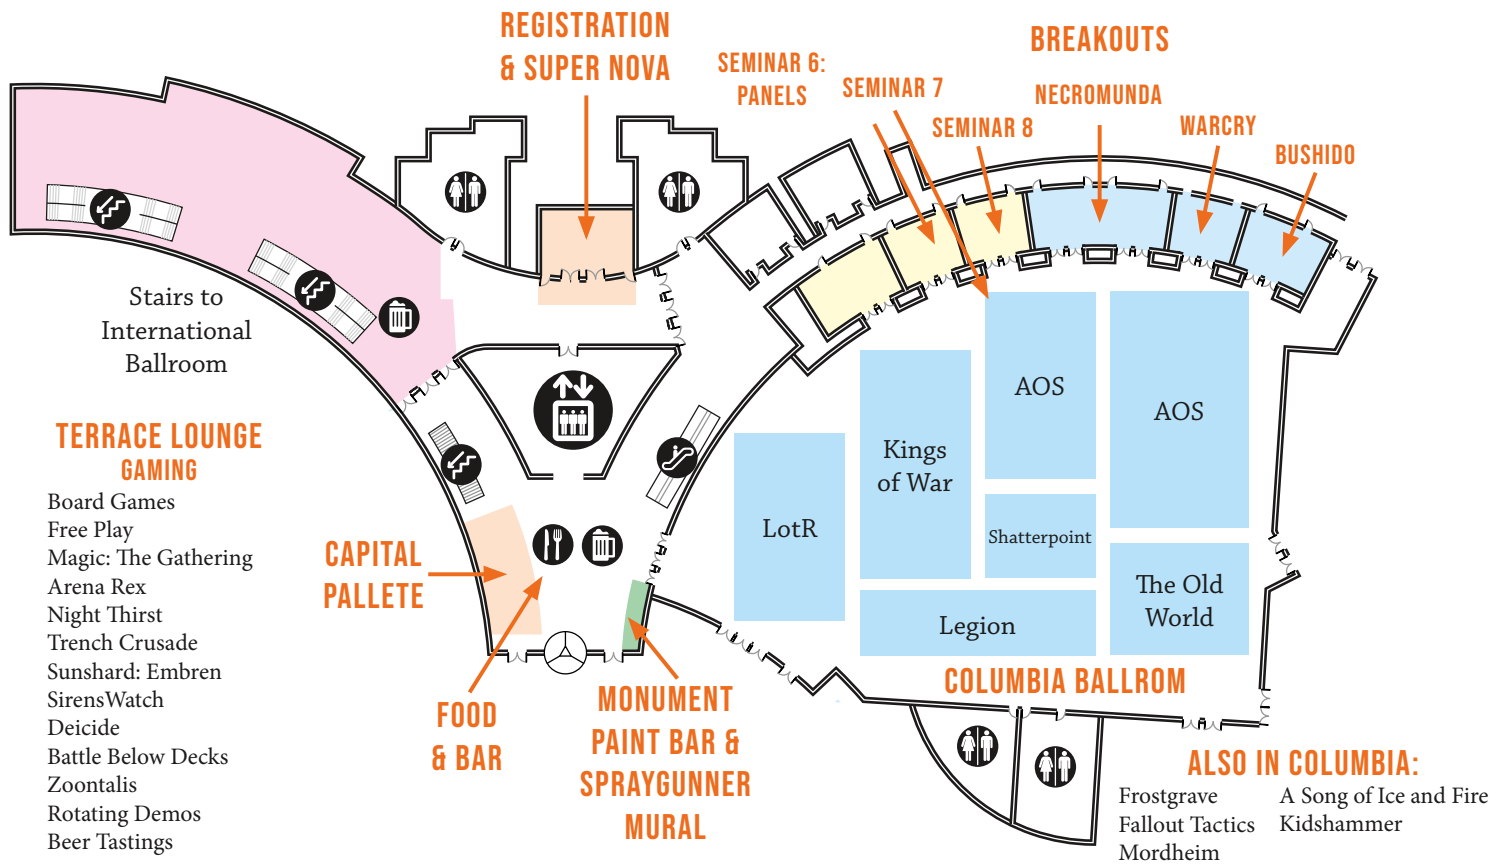 REGISTRATION
& SUPER NOVA
SEMINAR 6:
PANELS
SEMINAR 7
SEMINAR 8
BREAKOUTS
NECROMUNDA
WARCRY
BUSHIDO
Stairs to
International
Ballroom
TERRACE LOUNGE
GAMING
Board Games
Free Play
Magic: The Gathering
Arena Rex
Night Thirst
Trench Crusade
Sunshard: Embren
SirensWatch
Deicide
Battle Below Decks
Zoontalis
Rotating Demos
Beer Tastings
CAPITAL
PALLETE
FOOD
& BAR
MONUMENT
PAINT BAR &
SPRAYGUNNER
MURAL
LotR
Kings
of War
AOS
AOS
Shatterpoint
Legion
The Old
World
COLUMBIA BALLROM
ALSO IN COLUMBIA:
Frostgrave
Fallout Tactics
Mordheim
A Song of Ice and Fire
Kidshammer